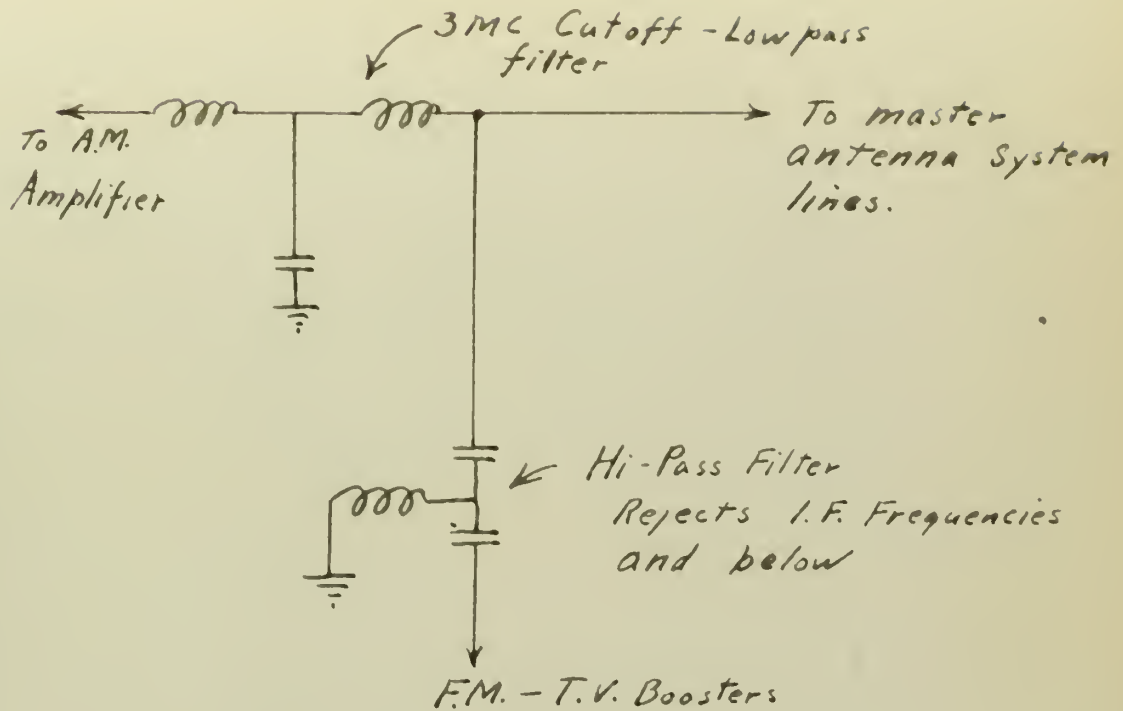 3MC Cutoff - Low pass
filter
To A.M.
Amplifier
To master
antenna system
lines.
Hi-Pass Filter
Rejects I.F. Frequencies
and below
F.M. - T.V. Boosters